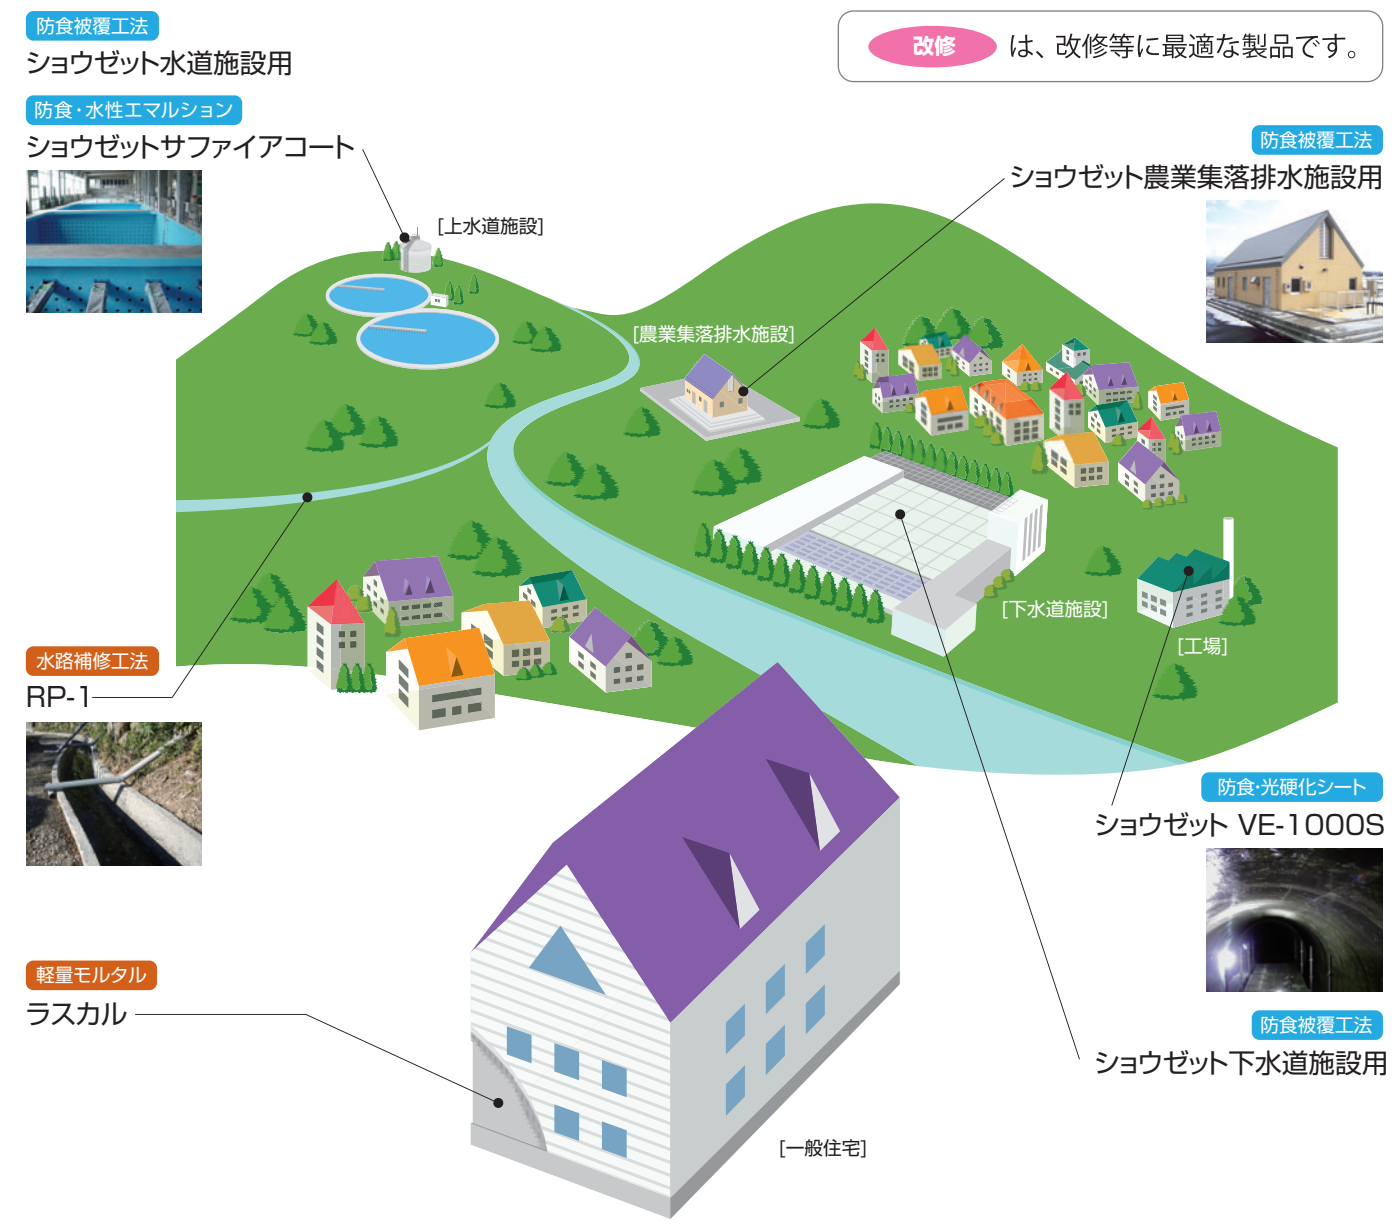 防食被覆工法
ショウゼット水道施設用
防食・水性エマルション
ショウゼットサファイアコート
改修 は、改修等に最適な製品です。
防食被覆工法
ショウゼット農業集落排水施設用
[上水道施設]
[農業集落排水施設]
[下水道施設]
[工場]
水路補修工法
RP-1
防食・光硬化シート
ショウゼット VE-1000S
軽量モルタル
ラスカル
防食被覆工法
ショウゼット下水道施設用
[一般住宅]